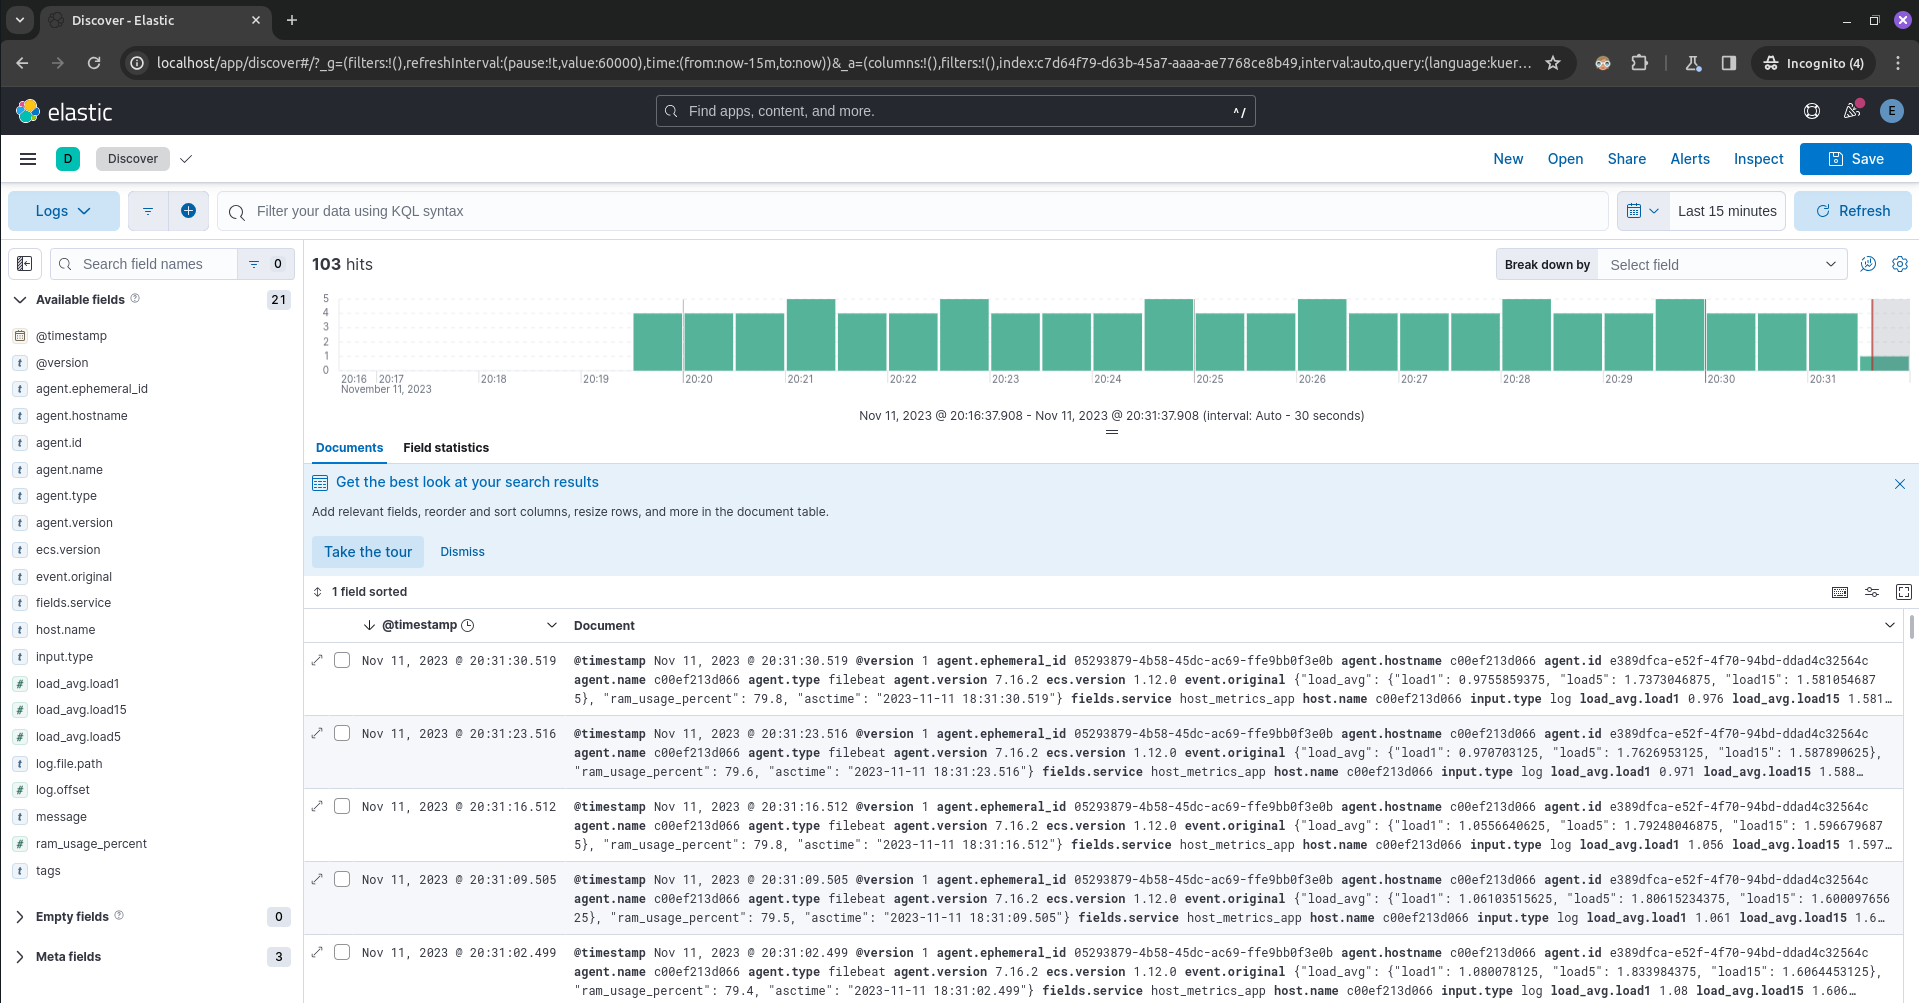 Discover - Elastic
localhost/app/discover#/?_g=(filters:!(),refreshInterval:(pause:!t,value:60000),time:(from:now-15m,to:now))&_a=(columns:!(),filters:!(),index:c7d64f79-d63b-45a7-aaaa-ae7768ce8b49,interval:auto,query:(language:kuer...
Incognito (4)
elastic
Find apps, content, and more.
^/
E
D
Discover
New
Open
Share
Alerts
Inspect
Save
Logs
Filter your data using KQL syntax
Last 15 minutes
Refresh
Search field names
0
Available fields
21
@timestamp
t @version
t agent.ephemeral_id
t agent.hostname
t agent.id
t agent.name
t agent.type
t agent.version
t ecs.version
t event.original
t fields.service
t host.name
t input.type
# load_avg.load1
# load_avg.load15
# load_avg.load5
t log.file.path
# log.offset
t message
# ram_usage_percent
t tags
Empty fields
0
Meta fields
3
103 hits
Break down by
Select field
5
4
3
2
1
0
20:16 20:17 20:18 20:19 20:20 20:21 20:22 20:23 20:24 20:25 20:26 20:27 20:28 20:29 20:30 20:31
November 11, 2023
Nov 11, 2023 @ 20:16:37.908 - Nov 11, 2023 @ 20:31:37.908 (interval: Auto - 30 seconds)
Documents
Field statistics
Get the best look at your search results
Add relevant fields, reorder and sort columns, resize rows, and more in the document table.
Take the tour
Dismiss
1 field sorted
@timestamp
Document
Nov 11, 2023 @ 20:31:30.519
@timestamp Nov 11, 2023 @ 20:31:30.519 @version 1 agent.ephemeral_id 05293879-4b58-45dc-ac69-ffe9bb0f3e0b agent.hostname c00ef213d066 agent.id e389dfca-e52f-4f70-94bd-ddad4c32564c
agent.name c00ef213d066 agent.type filebeat agent.version 7.16.2 ecs.version 1.12.0 event.original {"load_avg": {"load1": 0.9755859375, "load5": 1.7373046875, "load15": 1.581054687
5}, "ram_usage_percent": 79.8, "asctime": "2023-11-11 18:31:30.519"} fields.service host_metrics_app host.name c00ef213d066 input.type log load_avg.load1 0.976 load_avg.load15 1.581…
Nov 11, 2023 @ 20:31:23.516
@timestamp Nov 11, 2023 @ 20:31:23.516 @version 1 agent.ephemeral_id 05293879-4b58-45dc-ac69-ffe9bb0f3e0b agent.hostname c00ef213d066 agent.id e389dfca-e52f-4f70-94bd-ddad4c32564c
agent.name c00ef213d066 agent.type filebeat agent.version 7.16.2 ecs.version 1.12.0 event.original {"load_avg": {"load1": 0.970703125, "load5": 1.7626953125, "load15": 1.587890625},
"ram_usage_percent": 79.6, "asctime": "2023-11-11 18:31:23.516"} fields.service host_metrics_app host.name c00ef213d066 input.type log load_avg.load1 0.971 load_avg.load15 1.588…
Nov 11, 2023 @ 20:31:16.512
@timestamp Nov 11, 2023 @ 20:31:16.512 @version 1 agent.ephemeral_id 05293879-4b58-45dc-ac69-ffe9bb0f3e0b agent.hostname c00ef213d066 agent.id e389dfca-e52f-4f70-94bd-ddad4c32564c
agent.name c00ef213d066 agent.type filebeat agent.version 7.16.2 ecs.version 1.12.0 event.original {"load_avg": {"load1": 1.0556640625, "load5": 1.79248046875, "load15": 1.596679687
5}, "ram_usage_percent": 79.8, "asctime": "2023-11-11 18:31:16.512"} fields.service host_metrics_app host.name c00ef213d066 input.type log load_avg.load1 1.056 load_avg.load15 1.597…
Nov 11, 2023 @ 20:31:09.505
@timestamp Nov 11, 2023 @ 20:31:09.505 @version 1 agent.ephemeral_id 05293879-4b58-45dc-ac69-ffe9bb0f3e0b agent.hostname c00ef213d066 agent.id e389dfca-e52f-4f70-94bd-ddad4c32564c
agent.name c00ef213d066 agent.type filebeat agent.version 7.16.2 ecs.version 1.12.0 event.original {"load_avg": {"load1": 1.06103515625, "load5": 1.80615234375, "load15": 1.600097656
25}, "ram_usage_percent": 79.5, "asctime": "2023-11-11 18:31:09.505"} fields.service host_metrics_app host.name c00ef213d066 input.type log load_avg.load1 1.061 load_avg.load15 1.6…
Nov 11, 2023 @ 20:31:02.499
@timestamp Nov 11, 2023 @ 20:31:02.499 @version 1 agent.ephemeral_id 05293879-4b58-45dc-ac69-ffe9bb0f3e0b agent.hostname c00ef213d066 agent.id e389dfca-e52f-4f70-94bd-ddad4c32564c
agent.name c00ef213d066 agent.type filebeat agent.version 7.16.2 ecs.version 1.12.0 event.original {"load_avg": {"load1": 1.080078125, "load5": 1.833984375, "load15": 1.6064453125},
"ram_usage_percent": 79.4, "asctime": "2023-11-11 18:31:02.499"} fields.service host_metrics_app host.name c00ef213d066 input.type log load_avg.load1 1.08 load_avg.load15 1.606…